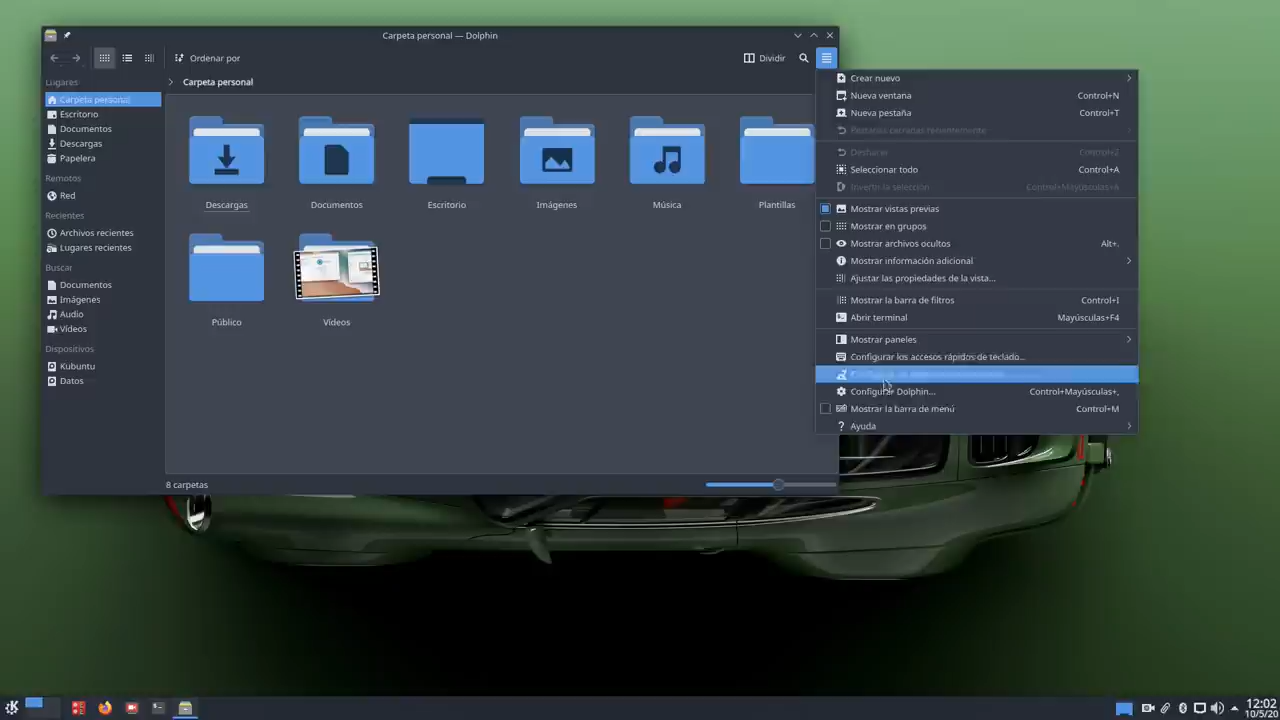 Carpeta personal — Dolphin
Ordenar por
Dividir
Carpeta personal
Lugares
Carpeta personal
Escritorio
Documentos
Descargas
Papelera
Remotos
Red
Recientes
Archivos recientes
Lugares recientes
Buscar
Documentos
Imágenes
Audio
Vídeos
Dispositivos
Kubuntu
Datos
Descargas
Documentos
Escritorio
Imágenes
Música
Plantillas
Público
Vídeos
8 carpetas
Crear nuevo
Nueva ventana Control+N
Nueva pestaña Control+T
Pestañas cerradas recientemente
Deshacer Control+Z
Seleccionar todo Control+A
Invertir la selección Control+Mayúsculas+A
Mostrar vistas previas
Mostrar en grupos
Mostrar archivos ocultos Alt+.
Mostrar información adicional
Ajustar las propiedades de la vista...
Mostrar la barra de filtros Control+I
Abrir terminal Mayúsculas+F4
Mostrar paneles
Configurar los accesos rápidos de teclado...
Configurar Dolphin... Control+Mayúsculas+,
Mostrar la barra de menú Control+M
Ayuda
12:02
10/5/20